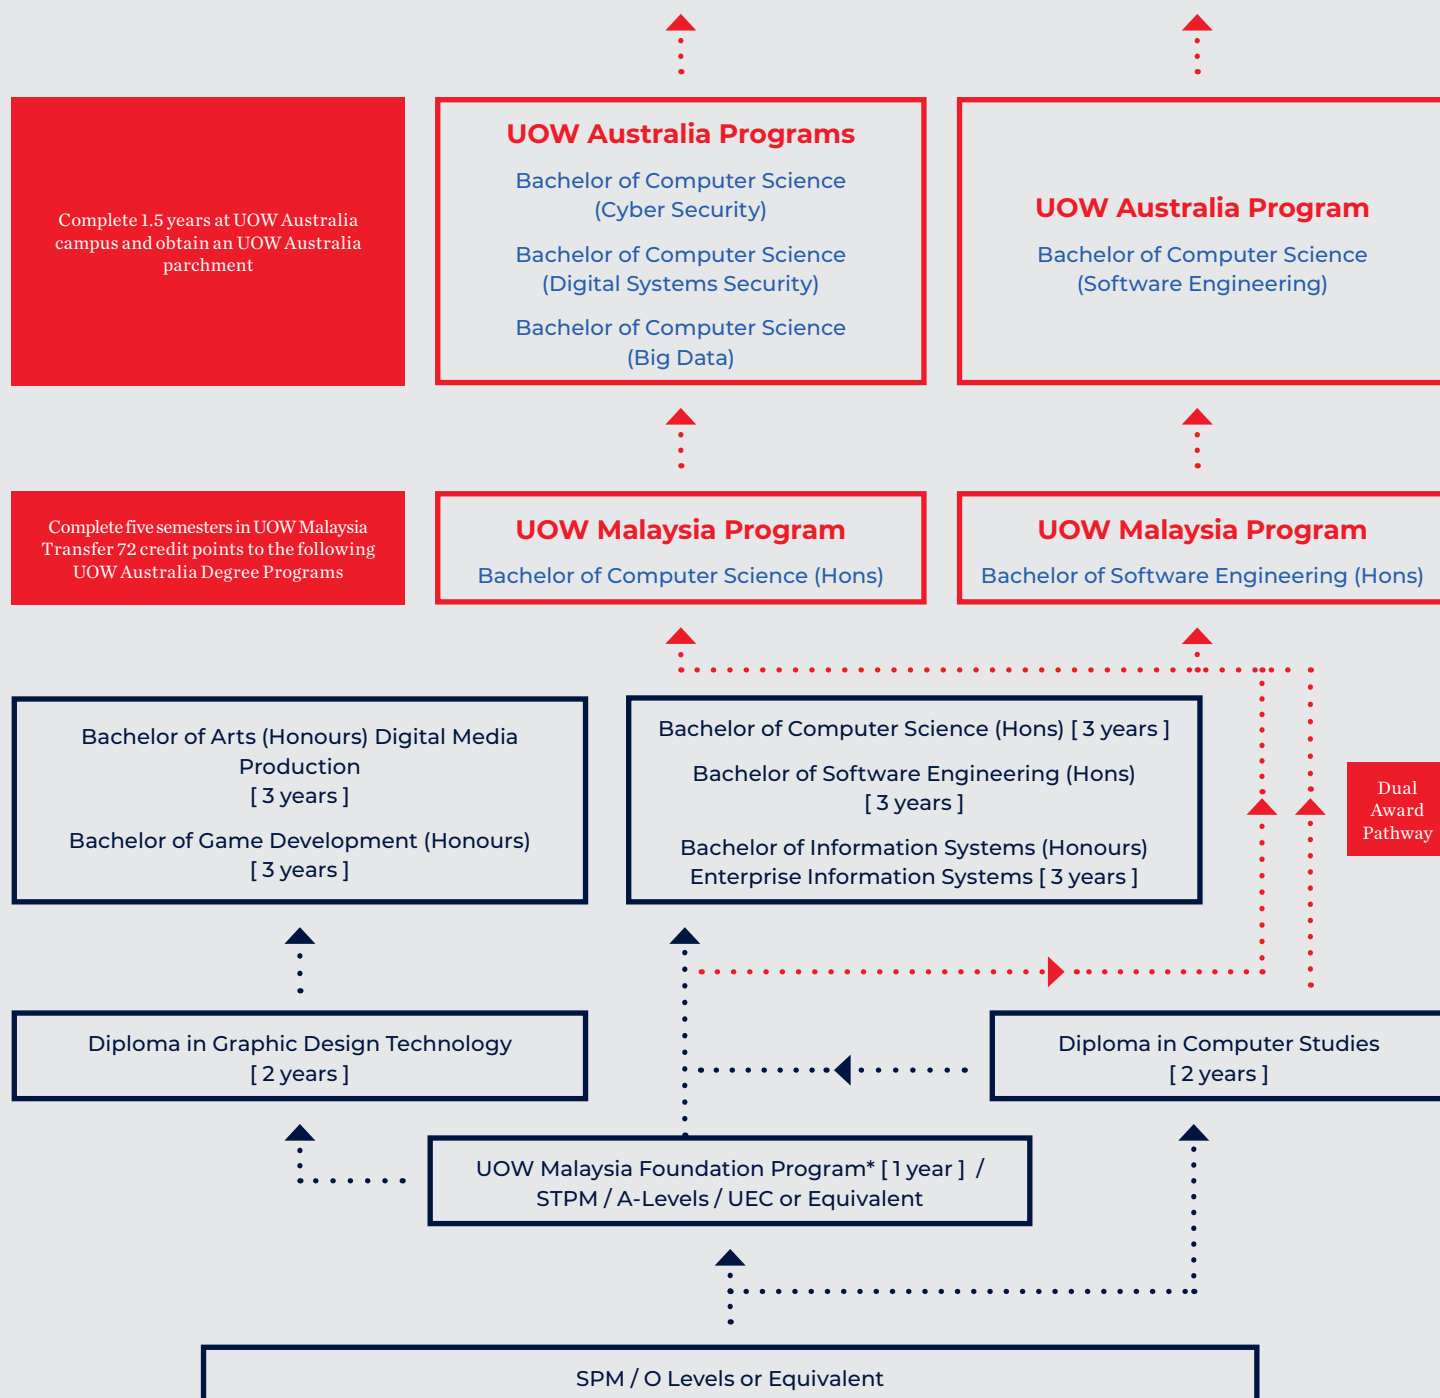 Complete 1.5 years at UOW Australia
campus and obtain an UOW Australia
parchment
UOW Australia Programs
Bachelor of Computer Science
(Cyber Security)
Bachelor of Computer Science
(Digital Systems Security)
Bachelor of Computer Science
(Big Data)
UOW Australia Program
Bachelor of Computer Science
(Software Engineering)
Complete five semesters in UOW Malaysia
Transfer 72 credit points to the following
UOW Australia Degree Programs
UOW Malaysia Program
Bachelor of Computer Science (Hons)
UOW Malaysia Program
Bachelor of Software Engineering (Hons)
Bachelor of Arts (Honours) Digital Media
Production
[ 3 years ]
Bachelor of Game Development (Honours)
[ 3 years ]
Bachelor of Computer Science (Hons) [ 3 years ]
Bachelor of Software Engineering (Hons)
[ 3 years ]
Bachelor of Information Systems (Honours)
Enterprise Information Systems [ 3 years ]
Dual
Award
Pathway
Diploma in Graphic Design Technology
[ 2 years ]
Diploma in Computer Studies
[ 2 years ]
UOW Malaysia Foundation Program* [ 1 year ] /
STPM / A-Levels / UEC or Equivalent
SPM / O Levels or Equivalent